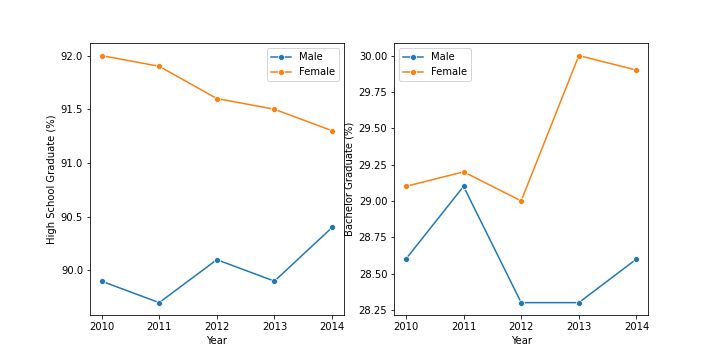 Male
Female
High School Graduate (%)
92.0
91.5
91.0
90.5
90.0
2010 2011 2012 2013 2014
Year
Male
Female
Bachelor Graduate (%)
30.00
29.75
29.50
29.25
29.00
28.75
28.50
28.25
2010 2011 2012 2013 2014
Year